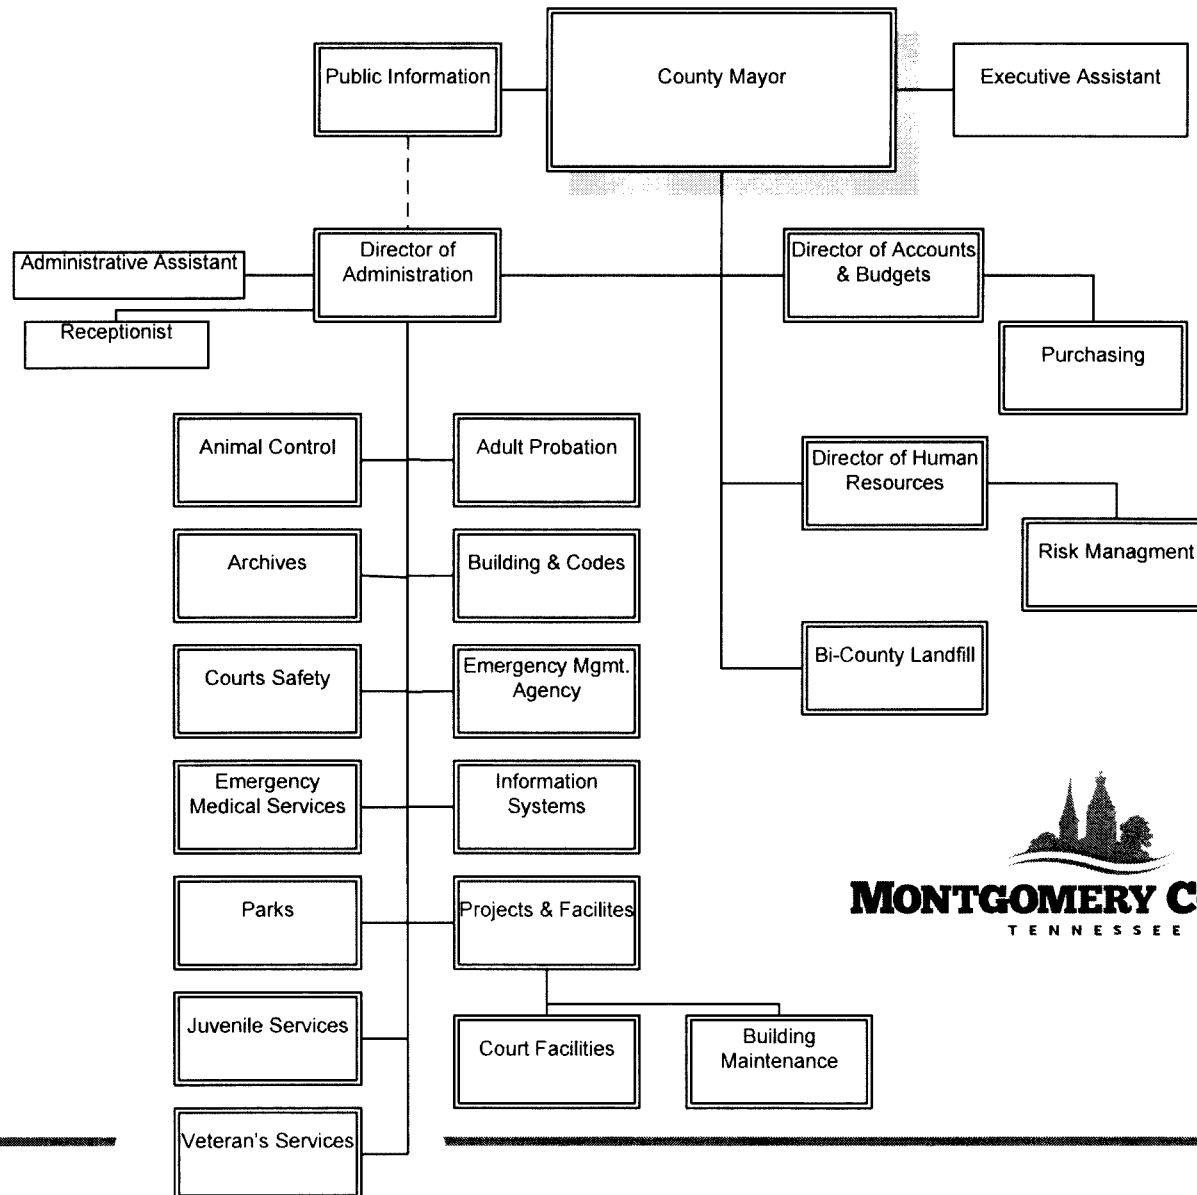 Public Information
County Mayor
Executive Assistant
Administrative Assistant
Director of
Administration
Director of Accounts
& Budgets
Receptionist
Purchasing
Animal Control
Adult Probation
Director of Human
Resources
Archives
Building & Codes
Risk Managment
Courts Safety
Emergency Mgmt.
Agency
Bi-County Landfill
Emergency
Medical Services
Information
Systems
Parks
Projects & Facilites
MONTGOMERY C
TENNESSEE
Juvenile Services
Court Facilities
Building
Maintenance
Veteran's Services